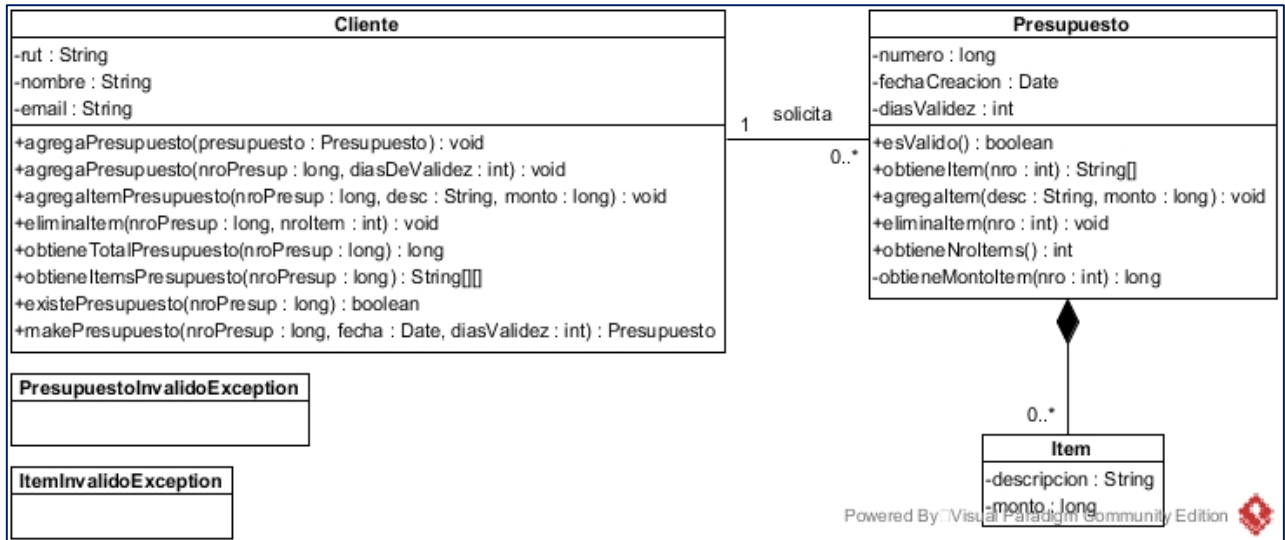 Cliente
-rut : String
-nombre : String
-email : String
+agregaPresupuesto(presupuesto : Presupuesto) : void
+agregaPresupuesto(nroPresup : long, diasDeValidez : int) : void
+agregaItemPresupuesto(nroPresup : long, desc : String, monto : long) : void
+eliminaItem(nroPresup : long, nroItem : int) : void
+obtieneTotalPresupuesto(nroPresup : long) : long
+obtieneItemsPresupuesto(nroPresup : long) : String[][]
+existePresupuesto(nroPresup : long) : boolean
+makePresupuesto(nroPresup : long, fecha : Date, diasValidez : int) : Presupuesto
1
solicita
0..*
Presupuesto
-numero : long
-fechaCreacion : Date
-diasValidez : int
+esValido() : boolean
+obtieneItem(nro : int) : String[]
+agregaItem(desc : String, monto : long) : void
+eliminaItem(nro : int) : void
+obtieneNroItems() : int
-obtieneMontoItem(nro : int) : long
0..*
Item
-descripcion : String
-monto : long
PresupuestoInvalidoException
ItemInvalidoException
Powered By Visual Paradigm Community Edition